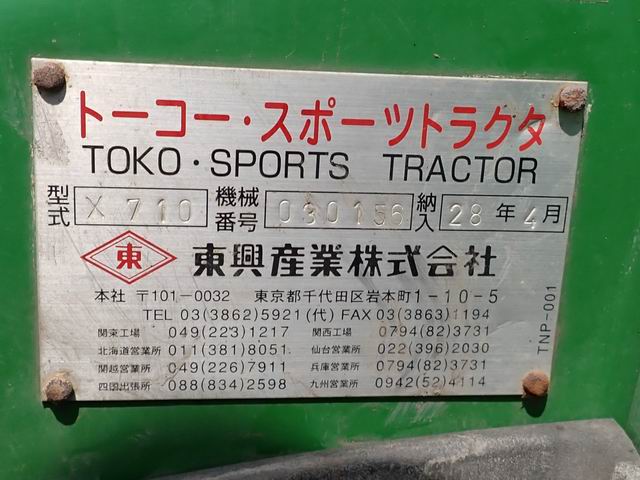 トーコー・スポーツトラクタ
TOKO・SPORTS TRACTOR
型式 X 710 機械番号 030156 納入 28年4月
東 東興産業株式会社
本社 〒101-0032 東京都千代田区岩本町1-10-5
TEL 03(3862)5921(代) FAX 03(3863)1194
関東工場 049(223)1217 関西工場 0794(82)3731
北海道営業所 011(381)8051 仙台営業所 022(396)2030
関越営業所 049(226)7911 兵庫営業所 0794(82)3731
四国出張所 088(834)2598 九州営業所 0942(52)4114
TNP-001